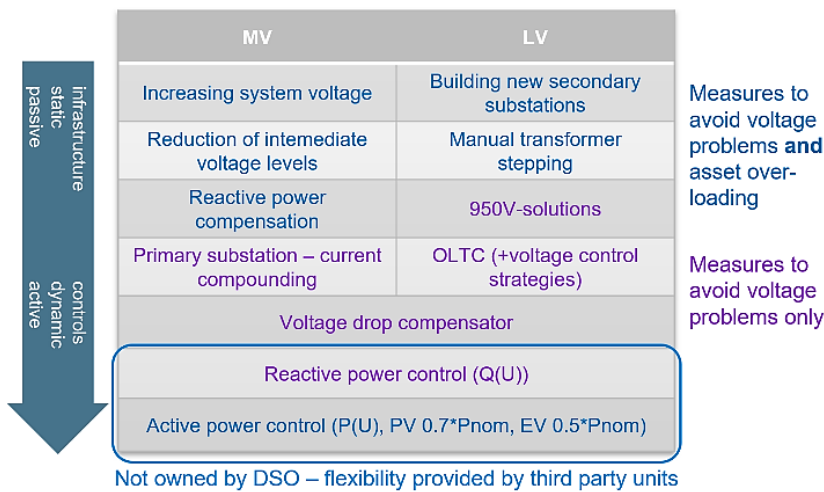 MV
LV
infrastructure
static
passive
Increasing system voltage
Building new secondary
substations
Reduction of intemediate
voltage levels
Manual transformer
stepping
Reactive power
compensation
950V-solutions
Primary substation – current
compounding
OLTC (+voltage control
strategies)
controls
dynamic
active
Voltage drop compensator
Reactive power control (Q(U))
Active power control (P(U), PV 0.7*Pnom, EV 0.5*Pnom)
Not owned by DSO – flexibility provided by third party units
Measures to
avoid voltage
problems and
asset over-
loading
Measures to
avoid voltage
problems only